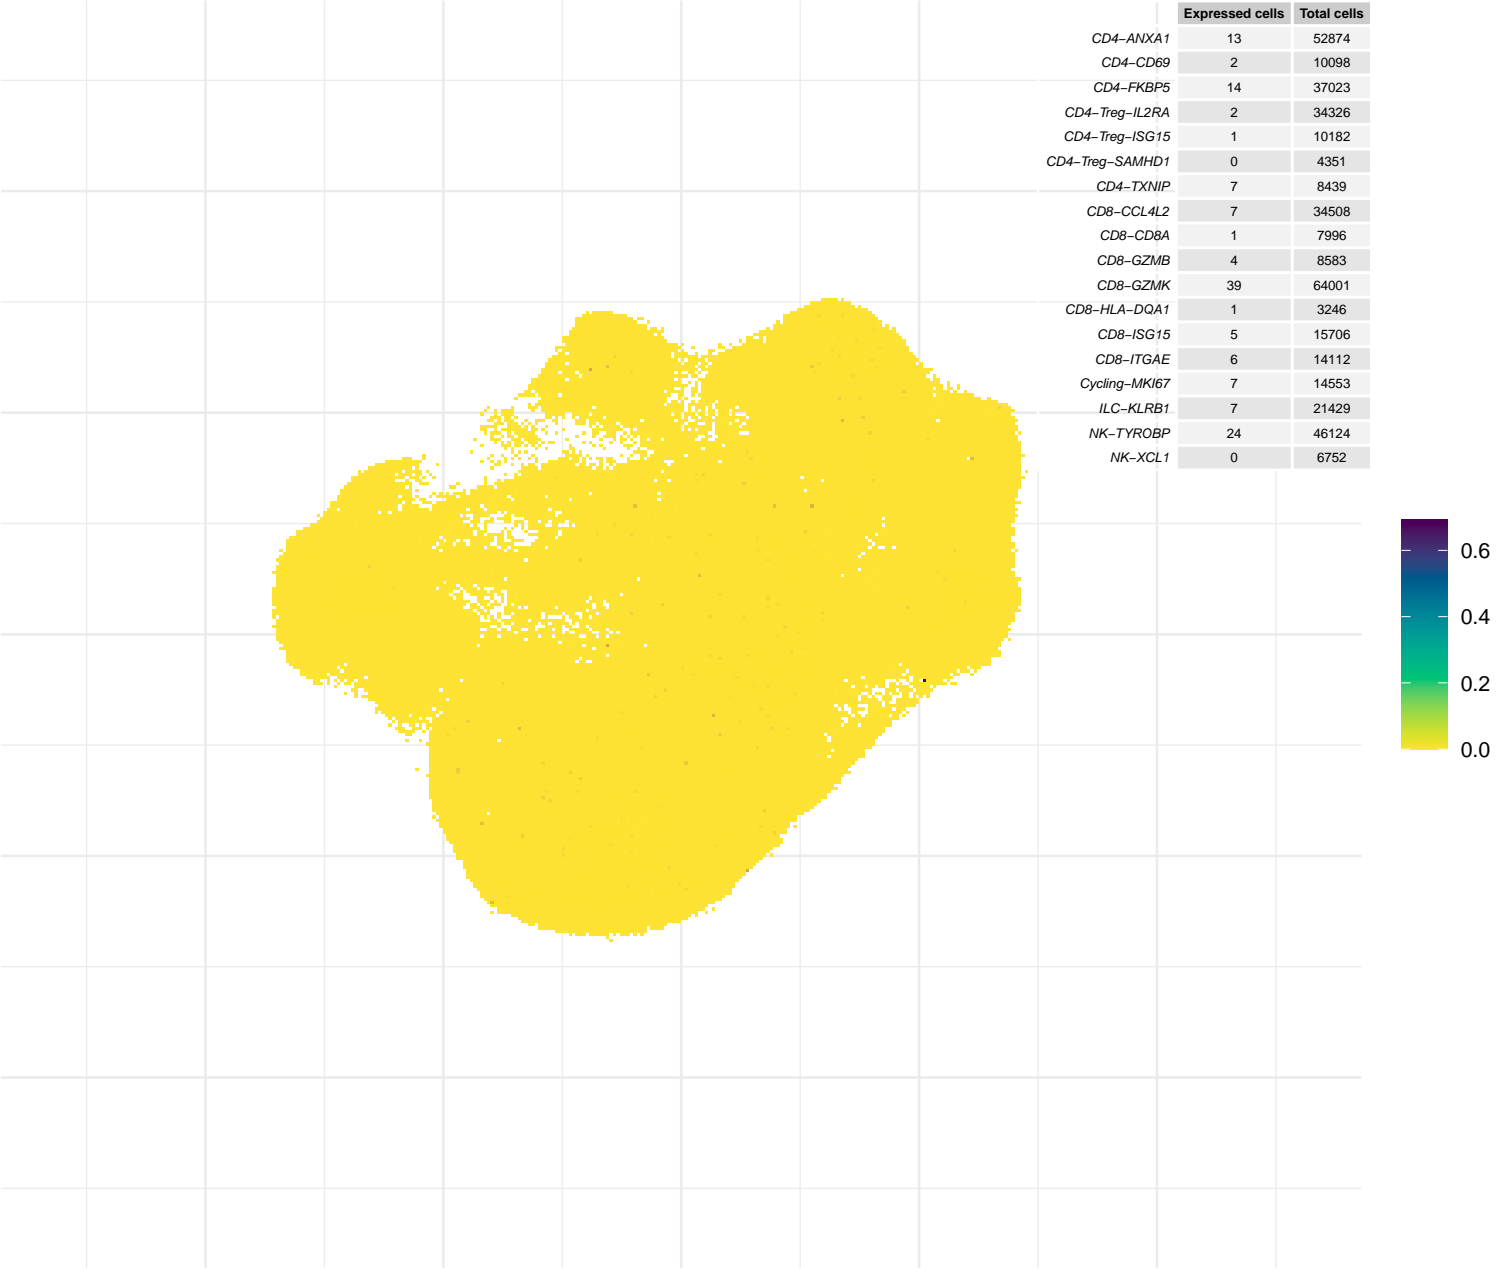 Expressed cells Total cells
CD4−ANXA1 13 52874
CD4−CD69 2 10098
CD4−FKBP5 14 37023
CD4−Treg−IL2RA 2 34326
CD4−Treg−ISG15 1 10182
CD4−Treg−SAMHD1 0 4351
CD4−TXNIP 7 8439
CD8−CCL4L2 7 34508
CD8−CD8A 1 7996
CD8−GZMB 4 8583
CD8−GZMK 39 64001
CD8−HLA−DQA1 1 3246
CD8−ISG15 5 15706
CD8−ITGAE 6 14112
Cycling−MKI67 7 14553
ILC−KLRB1 7 21429
NK−TYROBP 24 46124
NK−XCL1 0 6752
0.6
0.4
0.2
0.0